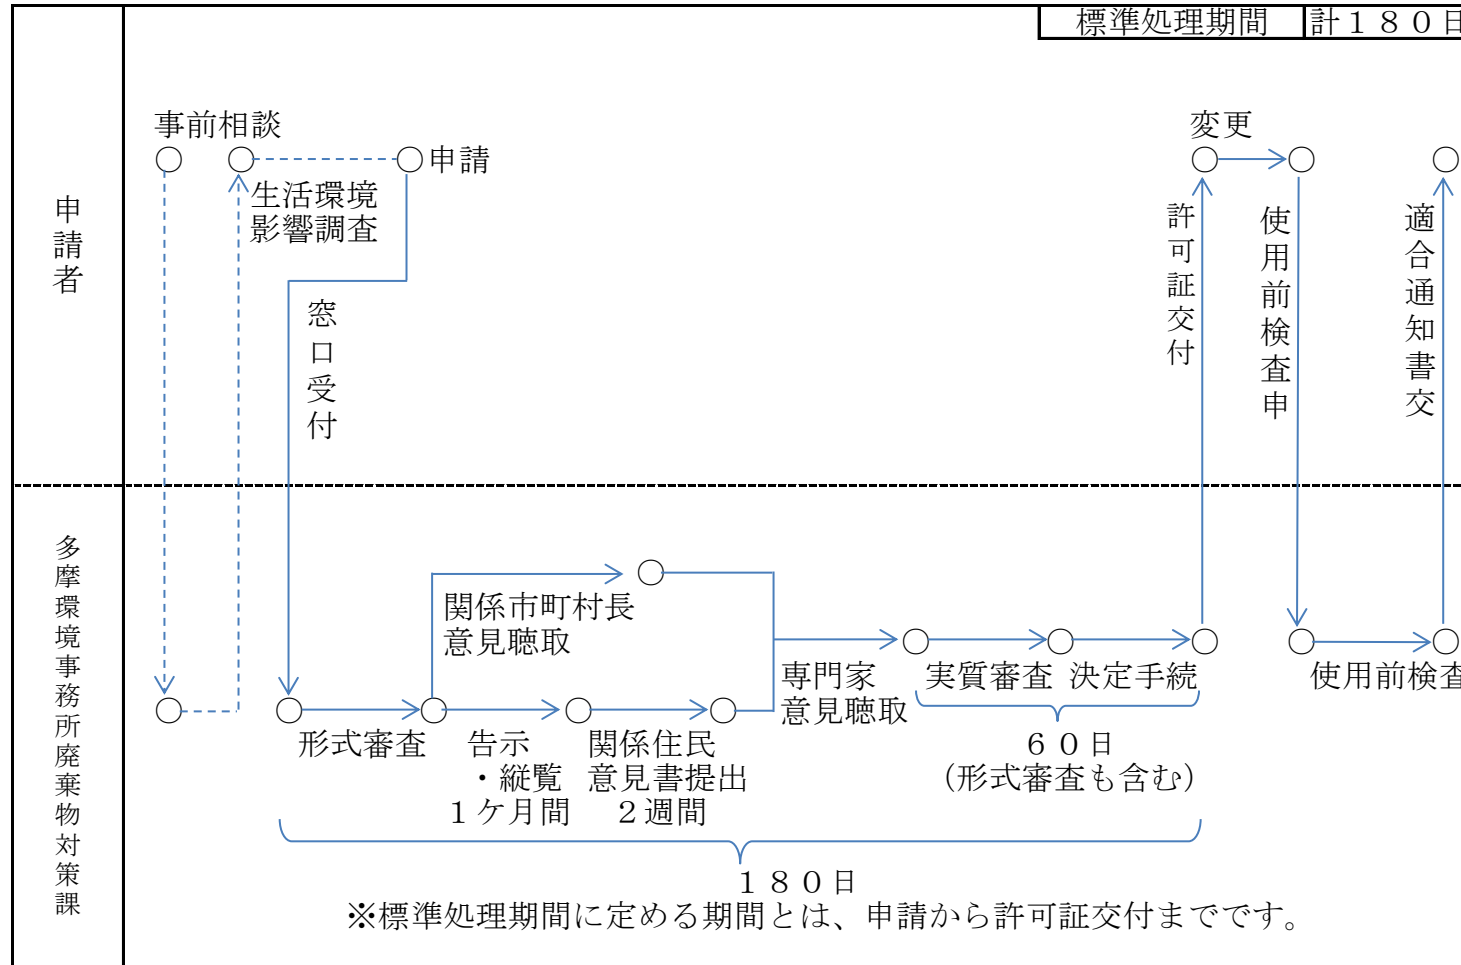 標準処理期間
計１８０日
申請者
事前相談
申請
生活環境
影響調査
窓口受付
変更
許可証交付
使用前検査申
適合通知書交
多摩環境事務所廃棄物対策課
関係市町村長
意見聴取
形式審査
告示
・縦覧
１ケ月間
関係住民
意見書提出
２週間
専門家
意見聴取
実質審査
決定手続
６０日
（形式審査も含む）
使用前検査
１８０日
※標準処理期間に定める期間とは、申請から許可証交付までです。